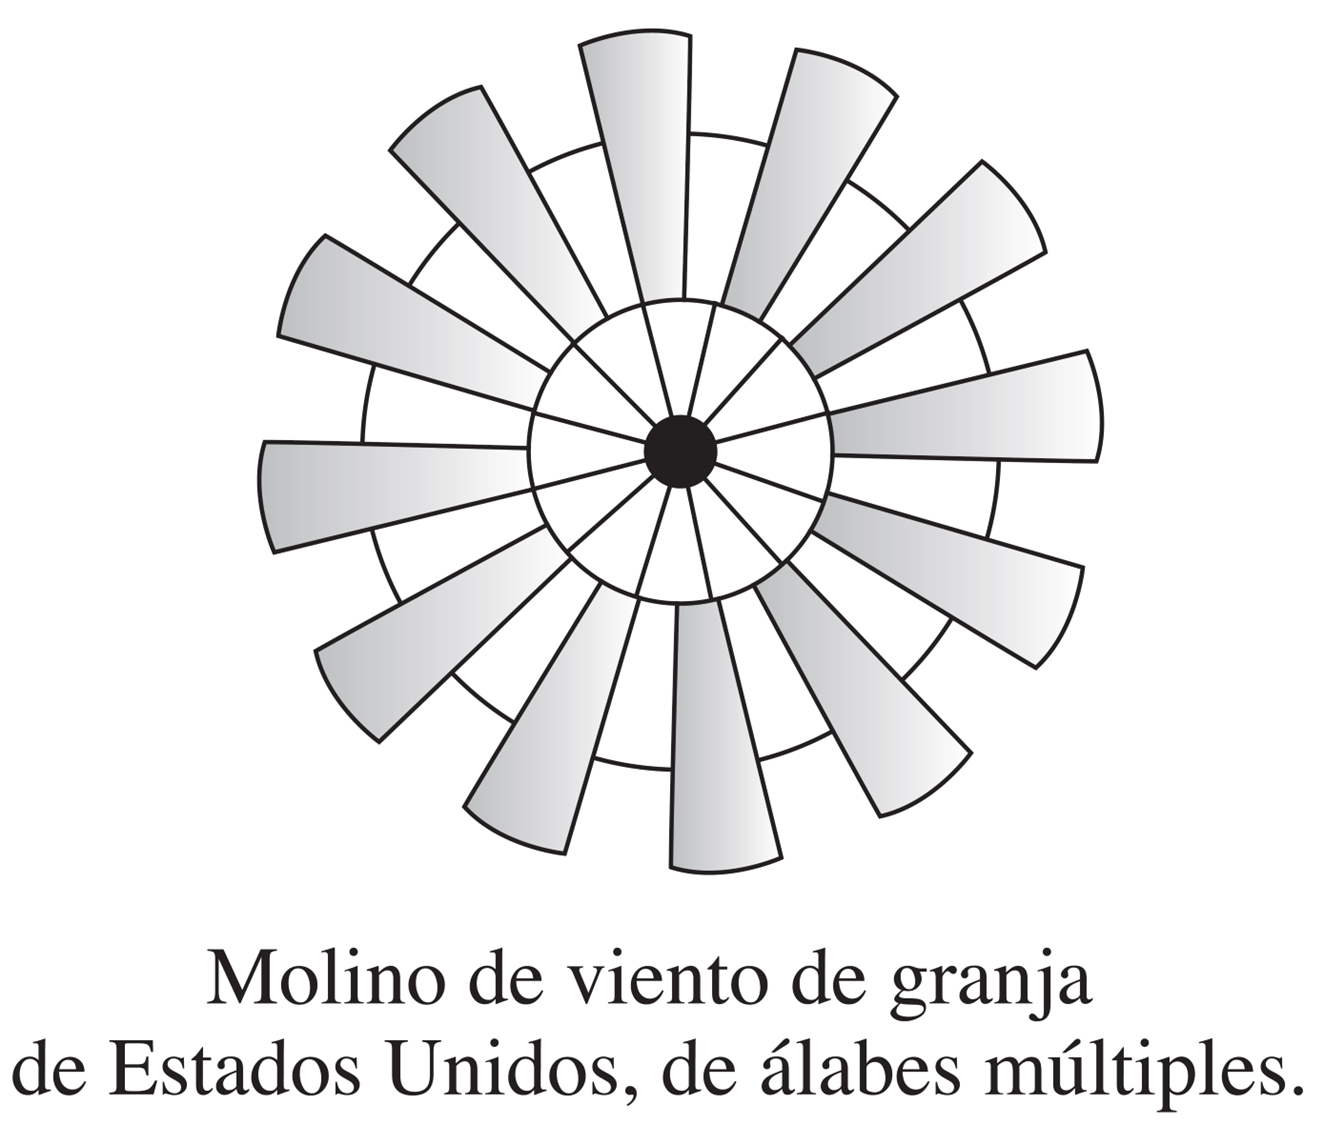 Molino de viento de granja
de Estados Unidos, de álabes múltiples.